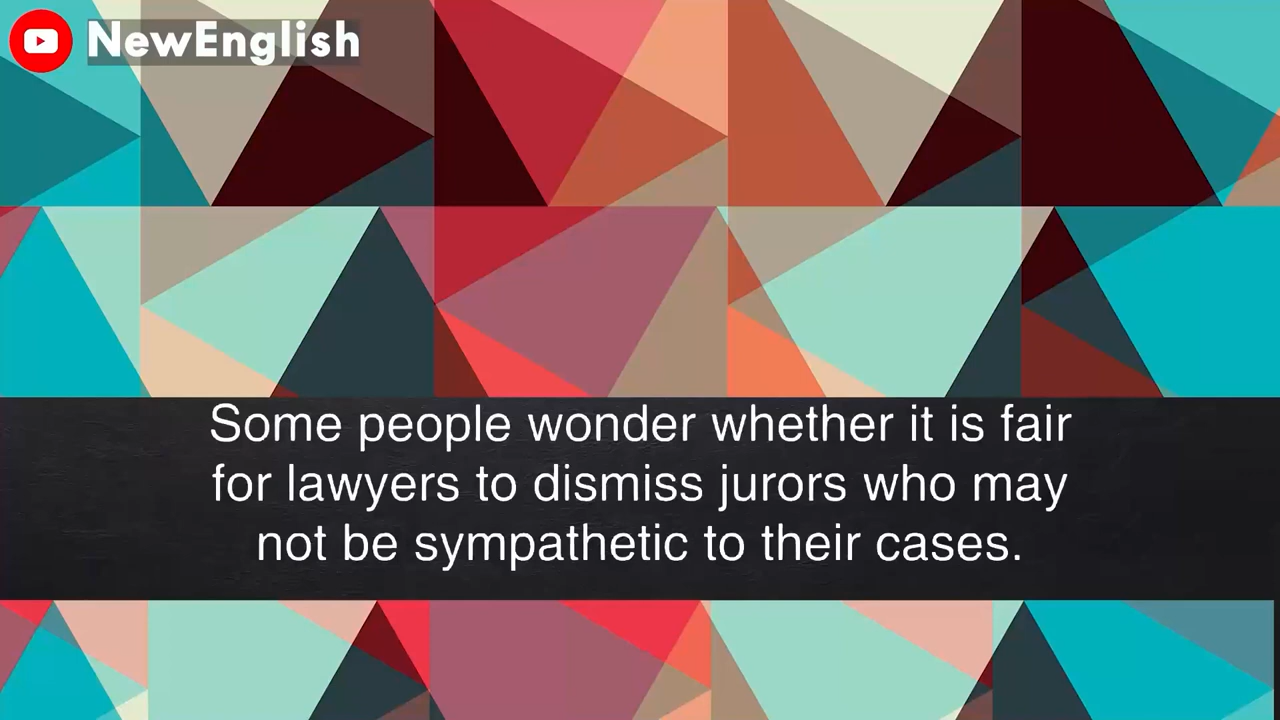 NewEnglish
Some people wonder whether it is fair
for lawyers to dismiss jurors who may
not be sympathetic to their cases.